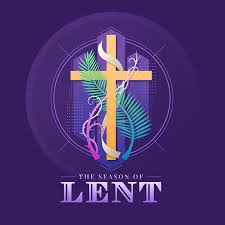 THE SEASON OF
LENT